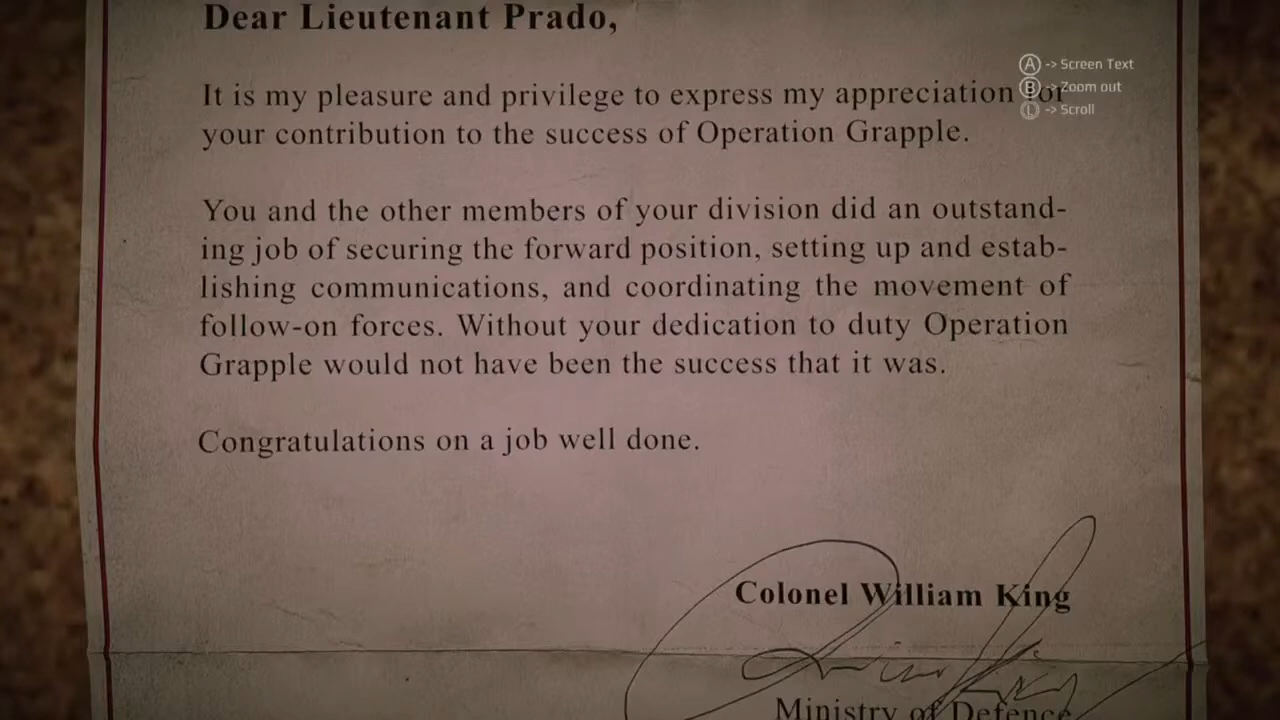 Dear Lieutenant Prado,
A -> Screen Text
It is my pleasure and privilege to express my appreciation for
B -> Zoom out
L -> Scroll
your contribution to the success of Operation Grapple.
You and the other members of your division did an outstand-
ing job of securing the forward position, setting up and estab-
lishing communications, and coordinating the movement of
follow-on forces. Without your dedication to duty Operation
Grapple would not have been the success that it was.
Congratulations on a job well done.
Colonel William King
Ministry of Defence